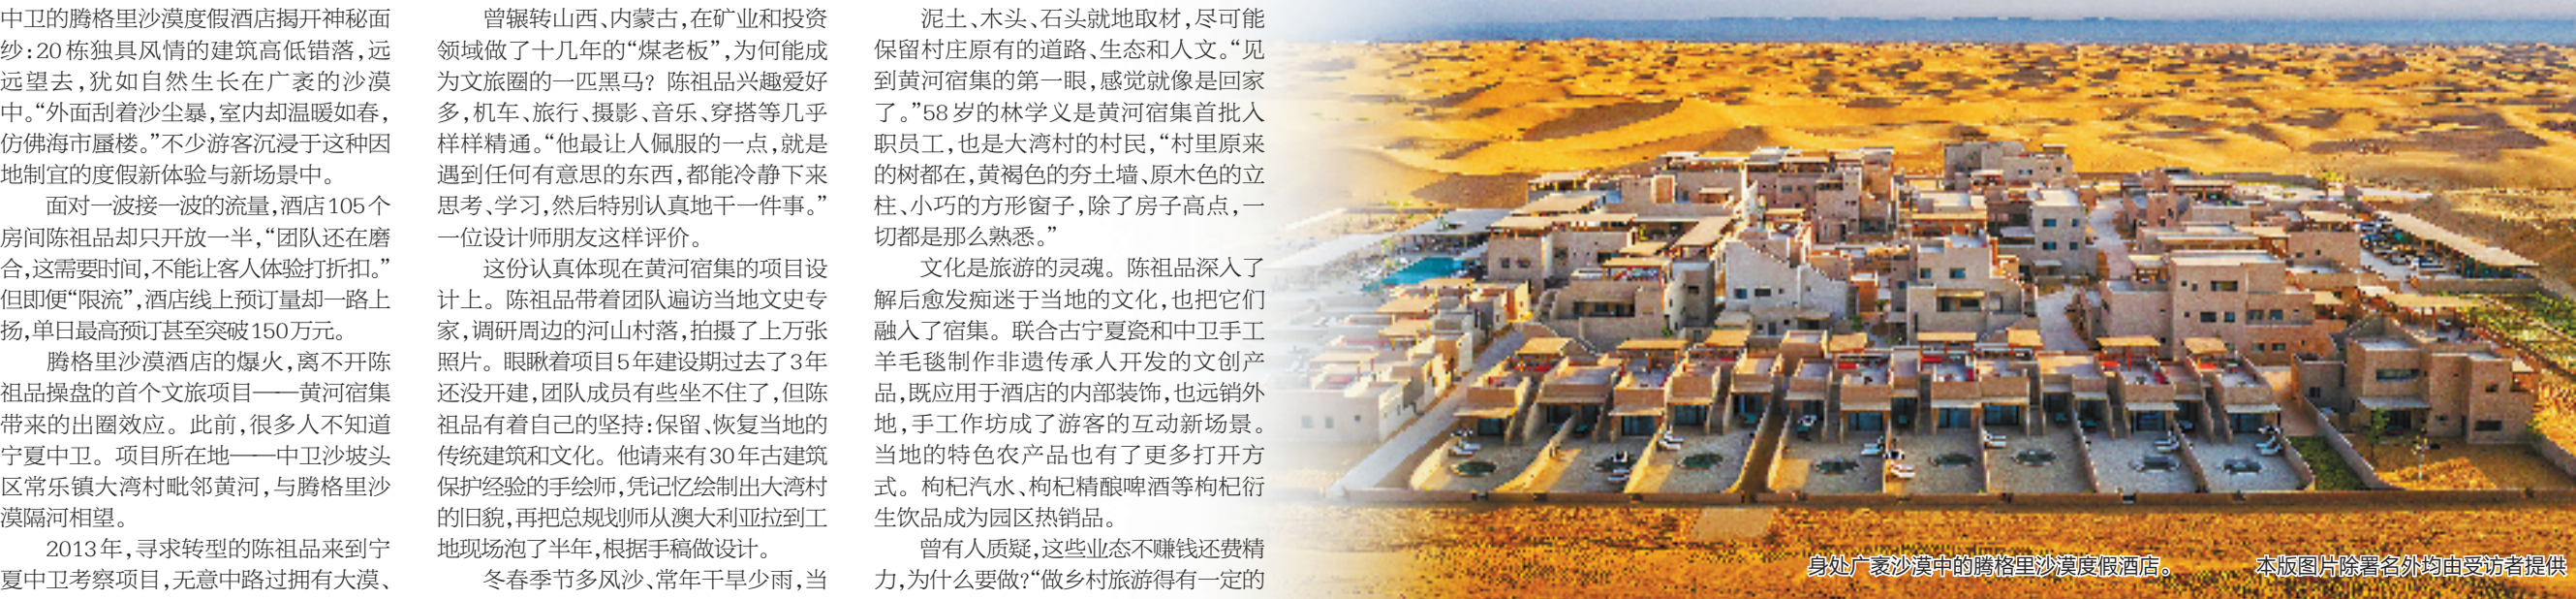 中卫的腾格里沙漠度假酒店揭开神秘面
纱：20栋独具风情的建筑高低错落，远
远望去，犹如自然生长在广袤的沙漠
中。“外面刮着沙尘暴，室内却温暖如春，
仿佛海市蜃楼。”不少游客沉浸于这种因
地制宜的度假新体验与新场景中。
面对一波接一波的流量，酒店105个
房间陈祖品却只开放一半，“团队还在磨
合，这需要时间，不能让客人体验打折扣。”
但即便“限流”，酒店线上预订量却一路上
扬，单日最高预订甚至突破150万元。
腾格里沙漠酒店的爆火，离不开陈
祖品操盘的首个文旅项目——黄河宿集
带来的出圈效应。此前，很多人不知道
宁夏中卫。项目所在地——中卫沙坡头
区常乐镇大湾村毗邻黄河，与腾格里沙
漠隔河相望。
2013年，寻求转型的陈祖品来到宁
夏中卫考察项目，无意中路过拥有大漠、
曾辗转山西、内蒙古，在矿业和投资
领域做了十几年的“煤老板”，为何能成
为文旅圈的一匹黑马？陈祖品兴趣爱好
多，机车、旅行、摄影、音乐、穿搭等几乎
样样精通。“他最让人佩服的一点，就是
遇到任何有意思的东西，都能冷静下来
思考、学习，然后特别认真地干一件事。”
一位设计师朋友这样评价。
这份认真体现在黄河宿集的项目设
计上。陈祖品带着团队遍访当地文史专
家，调研周边的河山村落，拍摄了上万张
照片。眼瞅着项目5年建设期过去了3年
还没开建，团队成员有些坐不住了，但陈
祖品有着自己的坚持：保留、恢复当地的
传统建筑和文化。他请来有30年古建筑
保护经验的手绘师，凭记忆绘制出大湾村
的旧貌，再把总规划师从澳大利亚拉到工
地现场泡了半年，根据手稿做设计。
冬春季节多风沙、常年干旱少雨，当
泥土、木头、石头就地取材，尽可能
保留村庄原有的道路、生态和人文。“见
到黄河宿集的第一眼，感觉就像是回家
了。”58岁的林学义是黄河宿集首批入
职员工，也是大湾村的村民，“村里原来
的树都在，黄褐色的夯土墙、原木色的立
柱、小巧的方形窗子，除了房子高点，一
切都是那么熟悉。”
文化是旅游的灵魂。陈祖品深入了
解后愈发痴迷于当地的文化，也把它们
融入了宿集。联合古宁夏瓷和中卫手工
羊毛毯制作非遗传承人开发的文创产
品，既应用于酒店的内部装饰，也远销外
地，手工作坊成了游客的互动新场景。
当地的特色农产品也有了更多打开方
式。枸杞汽水、枸杞精酿啤酒等枸杞衍
生饮品成为园区热销品。
曾有人质疑，这些业态不赚钱还费精
力，为什么要做？“做乡村旅游得有一定的
身处广袤沙漠中的腾格里沙漠度假酒店。
本版图片除署名外均由受访者提供